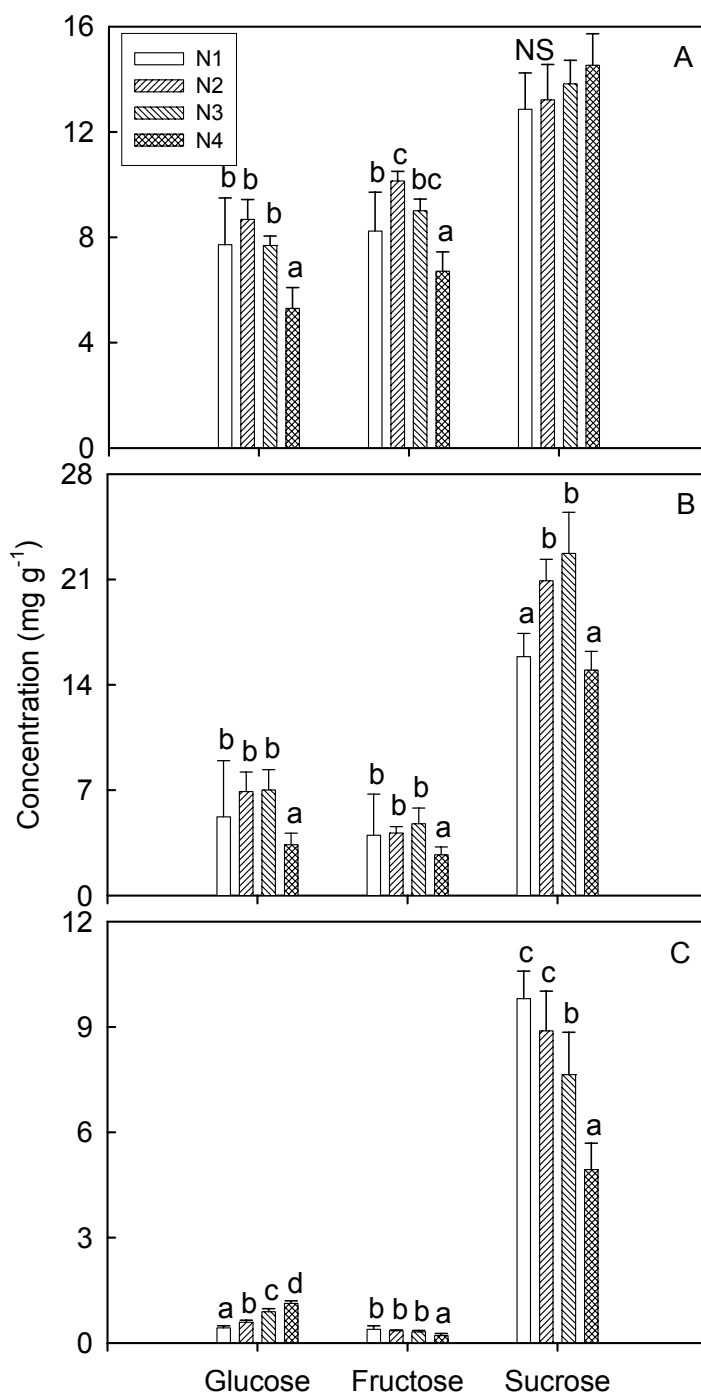 16
A
N1
N2
N3
N4
NS
12
b b b a
b c bc a
8
4
0
28
B
21
a b b a
14
b b b a
b b b a
7
0
Concentration (mg g⁻¹)
12
C
c c b a
9
6
3
a b c d
b b b a
0
Glucose Fructose Sucrose